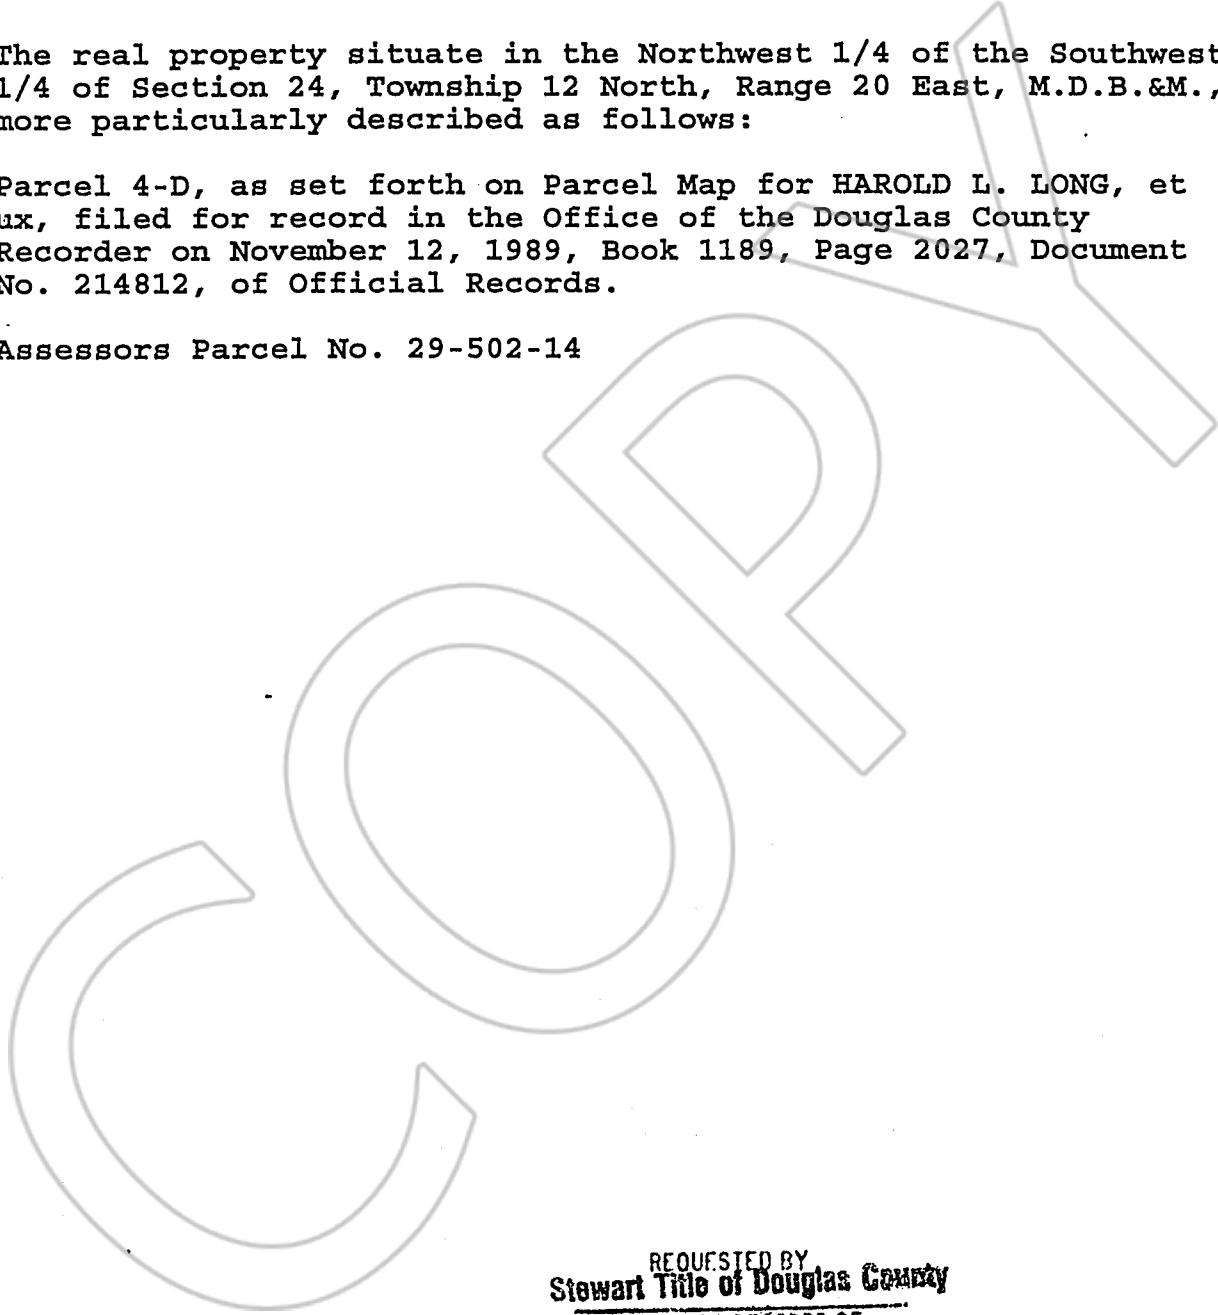 The real property situate in the Northwest 1/4 of the Southwest
1/4 of Section 24, Township 12 North, Range 20 East, M.D.B.&M.,
more particularly described as follows:
Parcel 4-D, as set forth on Parcel Map for HAROLD L. LONG, et
ux, filed for record in the Office of the Douglas County
Recorder on November 12, 1989, Book 1189, Page 2027, Document
No. 214812, of Official Records.
Assessors Parcel No. 29-502-14
COPY
REQUESTED BY
Stewart Title of Douglas County